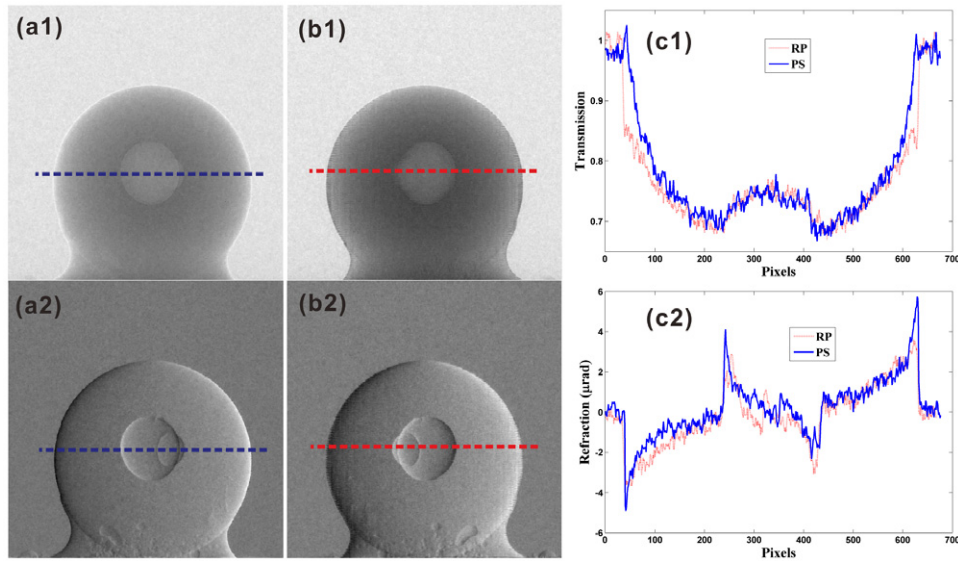 (a1)
(b1)
(a2)
(b2)
(c1)
RP
PS
Transmission
1
0.9
0.8
0.7
0 100 200 300 400 500 600 700
Pixels
(c2)
RP
PS
Refraction (μrad)
6
4
2
0
-2
-4
-6
0 100 200 300 400 500 600 700
Pixels